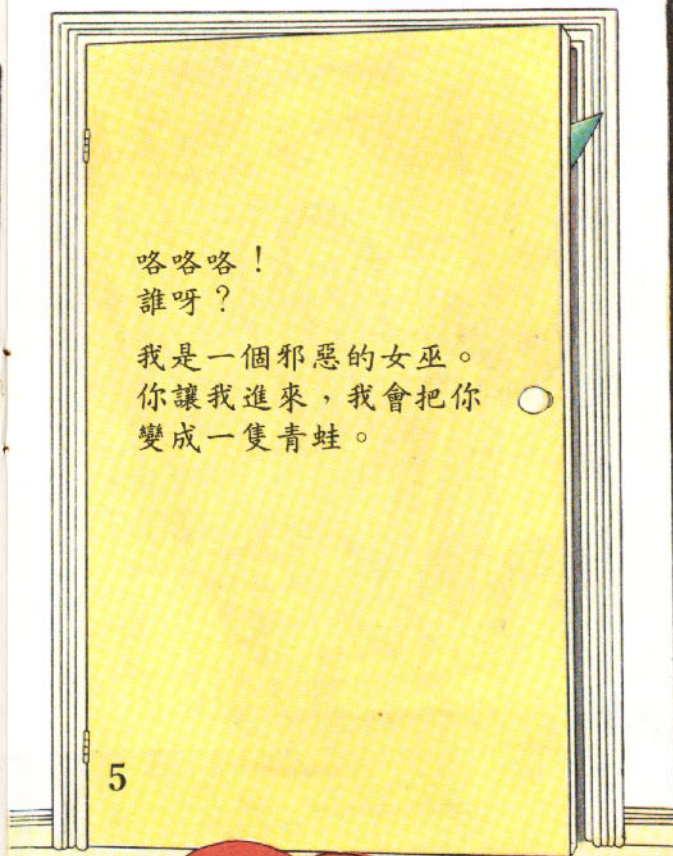 咯咯咯！
誰呀？
我是一個邪惡的女巫。
你讓我進來，我會把你
變成一隻青蛙。
5